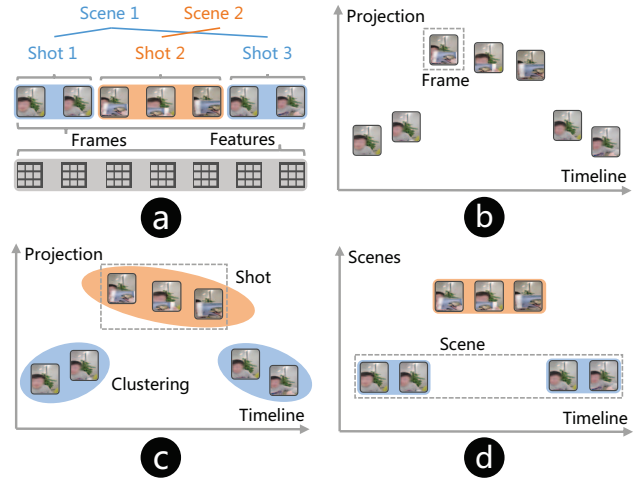 Scene 1
Scene 2
Shot 1
Shot 2
Shot 3
Frames
Features
a
Projection
Frame
Timeline
b
Projection
Shot
Clustering
Timeline
c
Scenes
Scene
Timeline
d